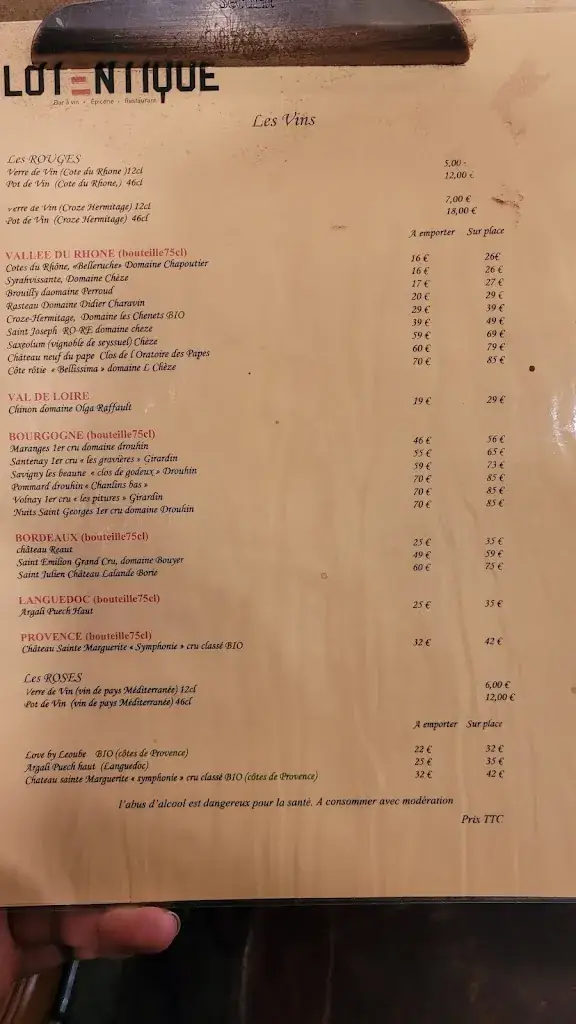 LOTENTIQUE
Bar à vin - Epicerie - Restaurant
Les Vins
Les ROUGES
Verre de Vin (Cote du Rhone )12cl 5,00
Pot de Vin (Cote du Rhone,) 46cl 12,00 €
verre de Vin (Croze Hermitage) 12cl 7,00 €
Pot de Vin (Croze Hermitage) 46cl 18,00 €
A emporter Sur place
VALLEE DU RHONE (bouteille75cl)
Cotes du Rhône, «Belleruche» Domaine Chapoutier 16 € 26€
Syrahvissante, Domaine Chèze 16 € 26 €
Brouilly duomaine Perroud 17 € 27 €
Rasteau Domaine Didier Charavin 20 € 29 €
Croze-Hermitage, Domaine les Chenets BIO 29 € 39 €
Saint Joseph RO-RE domaine cheze 39 € 49 €
Saxeolum (vignoble de seyssuel) Chèze 59 € 69 €
Château neuf du pape Clos de l'Oratoire des Papes 60 € 79 €
Côte rôtie « Bellissima » domaine L Chèze 70 € 85 €
VAL DE LOIRE
Chinon domaine Olga Raffault 19 € 29 €
BOURGOGNE (bouteille75cl)
Maranges 1er cru domaine drouhin 46 € 56 €
Santenay 1er cru « les gravières » Girardin 55 € 65 €
Savigny les beaune « clos de godeux » Drouhin 59 € 73 €
Pommard drouhin « Chanlins bas » 70 € 85 €
Volnay 1er cru « les pitures » Girardin 70 € 85 €
Nuits Saint Georges 1er cru domaine Drouhin 70 € 85 €
BORDEAUX (bouteille75cl)
château Reaut 25 € 35 €
Saint Emilion Grand Cru, domaine Bouyer 49 € 59 €
Saint Julien Château Lalande Borie 60 € 75 €
LANGUEDOC (bouteille75cl)
Argali Puech Haut 25 € 35 €
PROVENCE (bouteille75cl)
Château Sainte Marguerite « Symphonie » cru classé BIO 32 € 42 €
Les ROSES
Verre de Vin (vin de pays Méditerranée) 12cl 6,00 €
Pot de Vin (vin de pays Méditerranée) 46cl 12,00 €
A emporter Sur place
Love by Leoube BIO (côtes de Provence) 22 € 32 €
Argali Puech haut (Languedoc) 25 € 35 €
Chateau sainte Marguerite « symphonie » cru classé BIO (côtes de Provence) 32 € 42 €
l'abus d'alcool est dangereux pour la santé. A consommer avec modération
Prix TTC